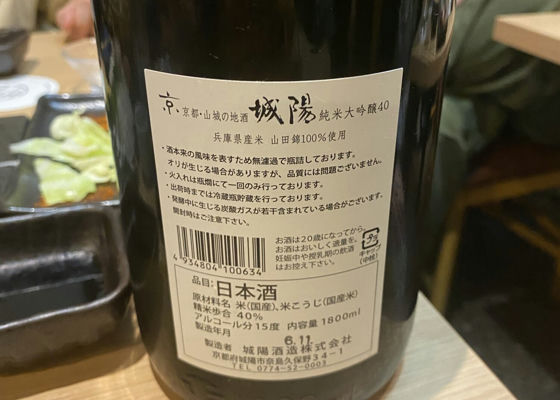 京 京都・山城の地酒 城陽 純米大吟醸40
兵庫県産米 山田錦100%使用
・酒本来の風味を表すため無濾過で瓶詰しております。
オリが生じる場合がありますが、品質には問題ございません。
・火入れは瓶燗にて一回のみ行っております。
・出荷時までは冷蔵瓶貯蔵を行っております。
・発酵中に生じる炭酸ガスが若干含まれている場合がございます。
開封時はご注意下さい。
4 934804 100634
お酒は20歳になってから。
お酒はおいしく適量を。
妊娠中や授乳期の飲酒
はお控え下さい。
キャップ
(中栓)
品目:日本酒
原材料名 米(国産)、米こうじ(国産米)
精米歩合 40%
アルコール分15度 内容量1800ml
製造年月 6.11
製造者 城陽酒造株式会社
京都府城陽市奈島久保野34-1
TEL 0774-52-0003